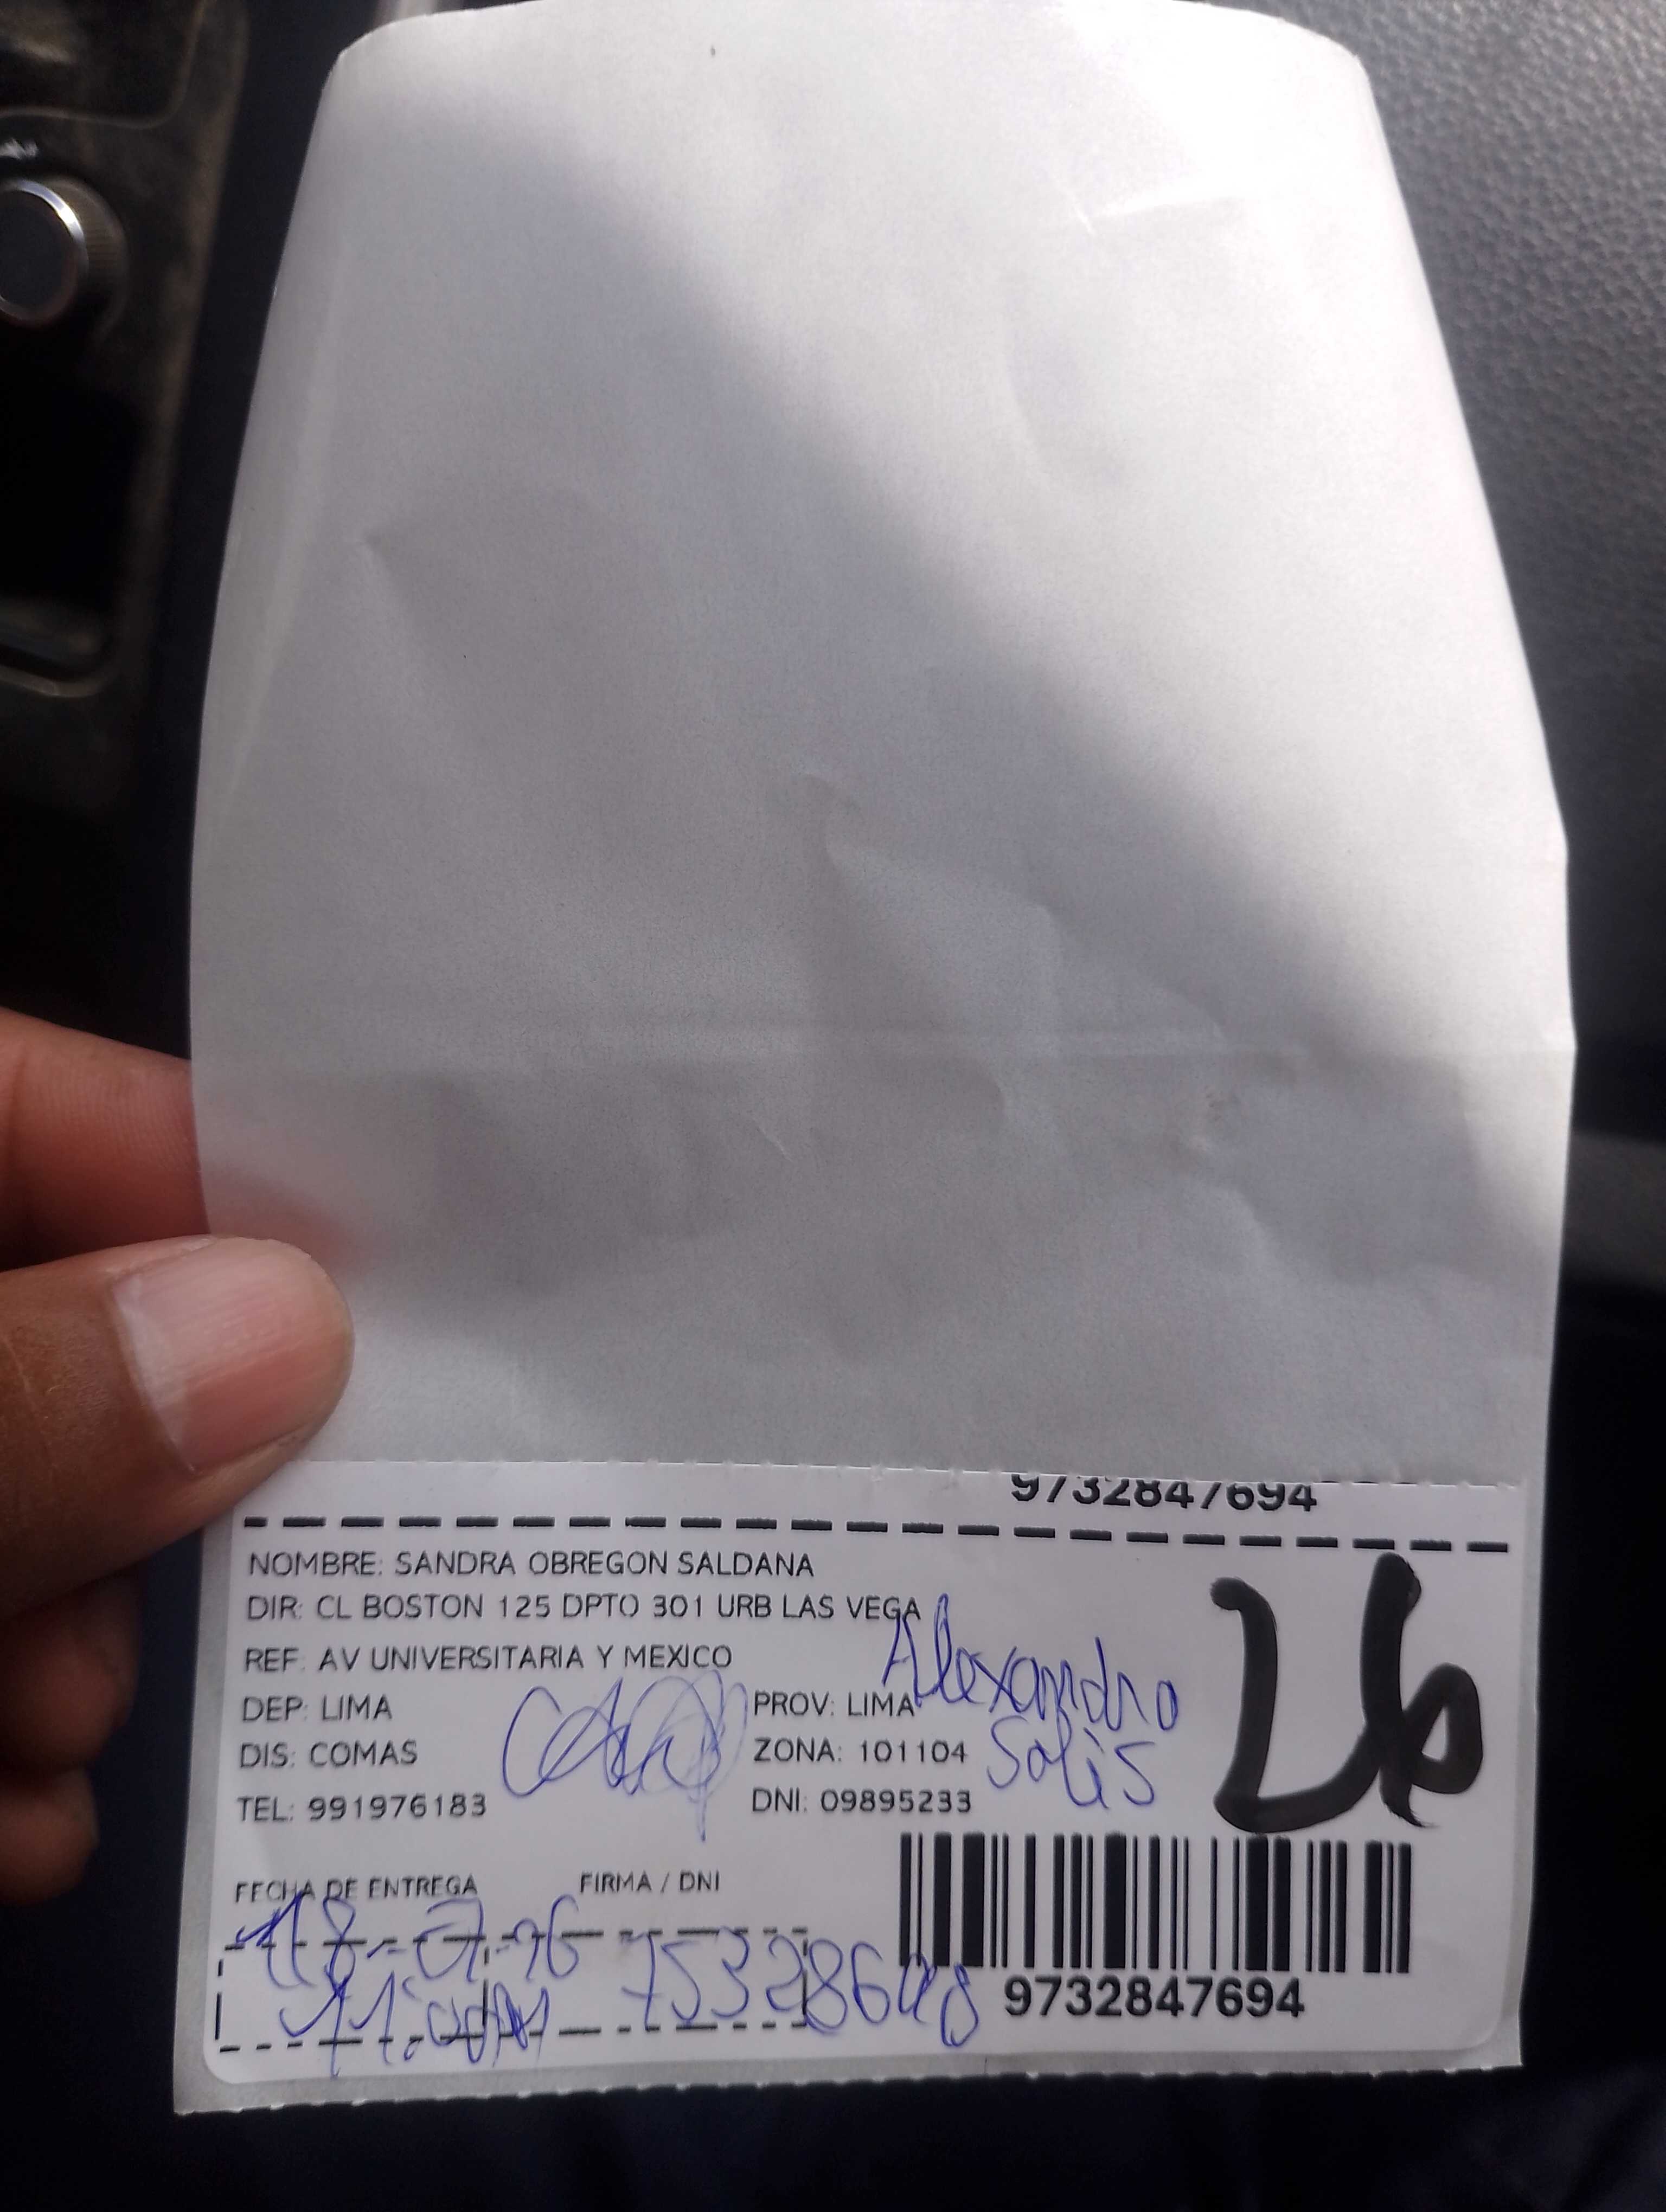 9732847694
NOMBRE: SANDRA OBREGON SALDANA
DIR: CL BOSTON 125 DPTO 301 URB LAS VEGA
REF: AV UNIVERSITARIA Y MEXICO
DEP: LIMA
PROV: LIMA
Alexandro
Solis
26
DIS: COMAS
ZONA: 101104
TEL: 991976183
DNI: 09895233
FECHA DE ENTREGA
FIRMA / DNI
9732847694